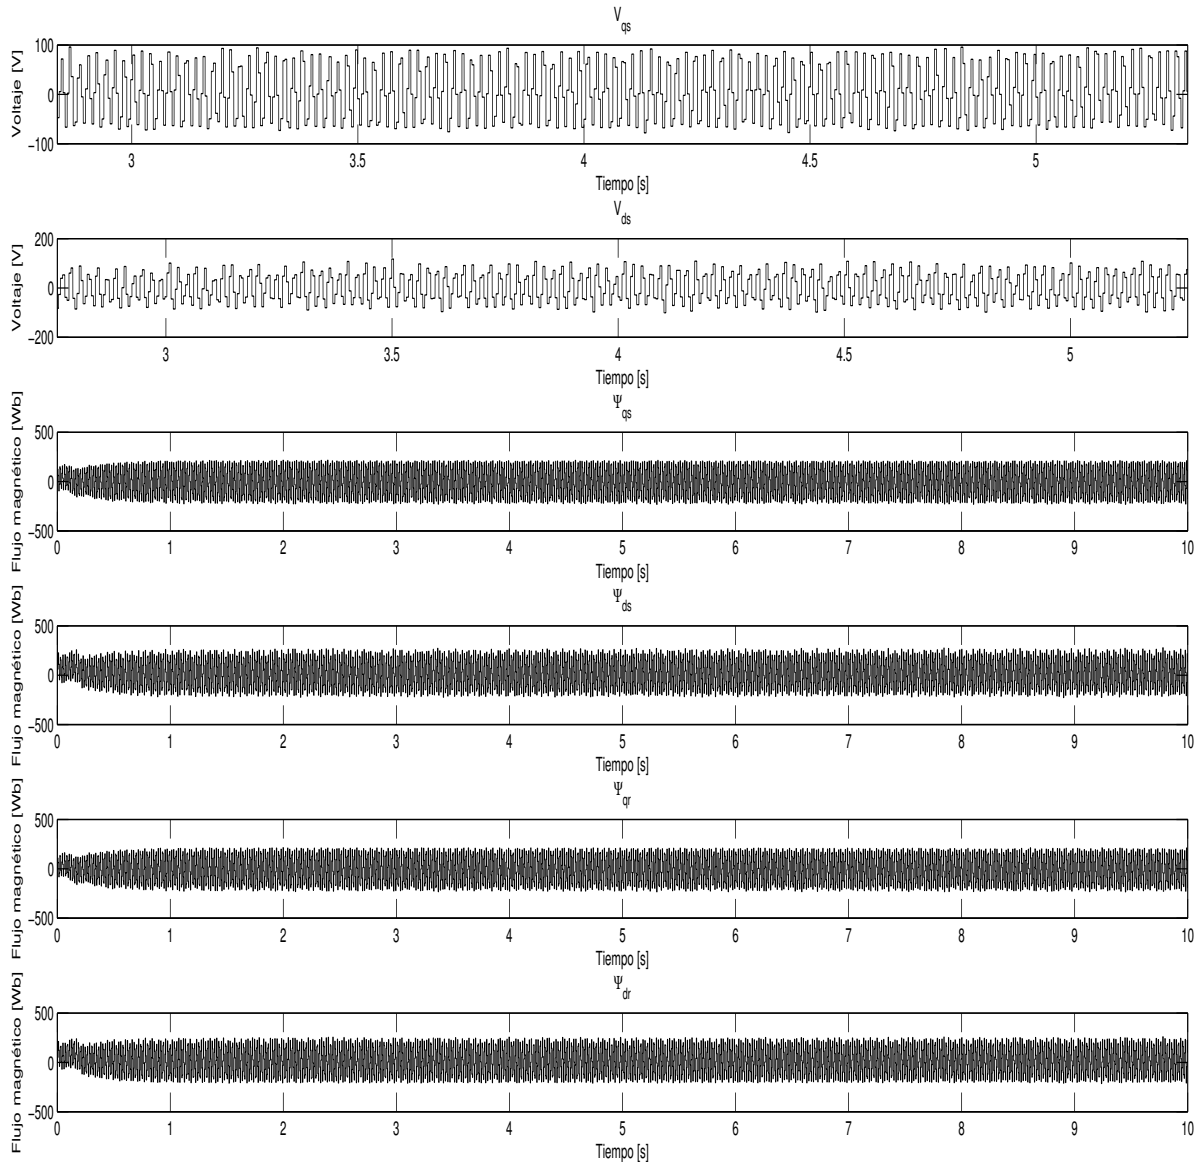 V_qs
Voltaje [V]
100
0
−100
3 3.5 4 4.5 5
Tiempo [s]
V_ds
Voltaje [V]
200
0
−200
3 3.5 4 4.5 5
Tiempo [s]
Ψ_qs
Flujo magnético [Wb]
500
0
−500
0 1 2 3 4 5 6 7 8 9 10
Tiempo [s]
Ψ_ds
Flujo magnético [Wb]
500
0
−500
0 1 2 3 4 5 6 7 8 9 10
Tiempo [s]
Ψ_qr
Flujo magnético [Wb]
500
0
−500
0 1 2 3 4 5 6 7 8 9 10
Tiempo [s]
Ψ_dr
Flujo magnético [Wb]
500
0
−500
0 1 2 3 4 5 6 7 8 9 10
Tiempo [s]